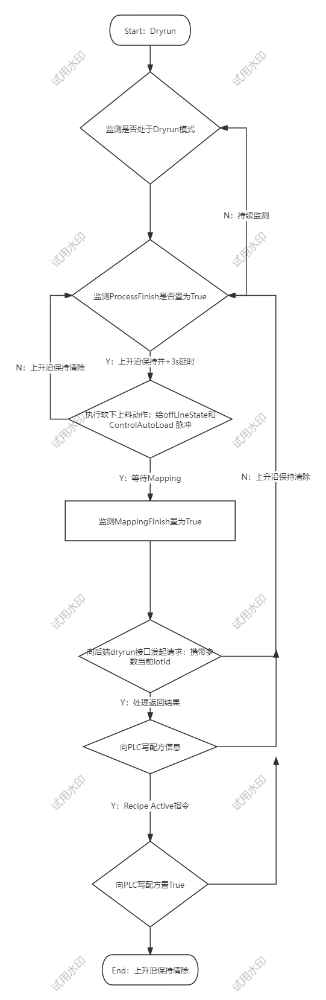 Start：Dryrun
试用水印
试用水印
监测是否处于Dryrun模式
N：持续监测
试用水印
试用水印
监测ProcessFinish是否置为True
Y：上升沿保持并+3s延时
N：上升沿保持清除
执行软下上料动作：给offLineState和
ControlAutoLoad 脉冲
试用水印
试用水印
Y：等待Mapping
N：上升沿保持清除
监测MappingFinish置为True
试用水印
试用水印
向后端dryrun接口发起请求：携带参
数当前lotId
Y：处理返回结果
向PLC写配方信息
试用水印
试用水印
Y：Recipe Active指令
向PLC写配方置True
End：上升沿保持清除
试用水印
试用水印